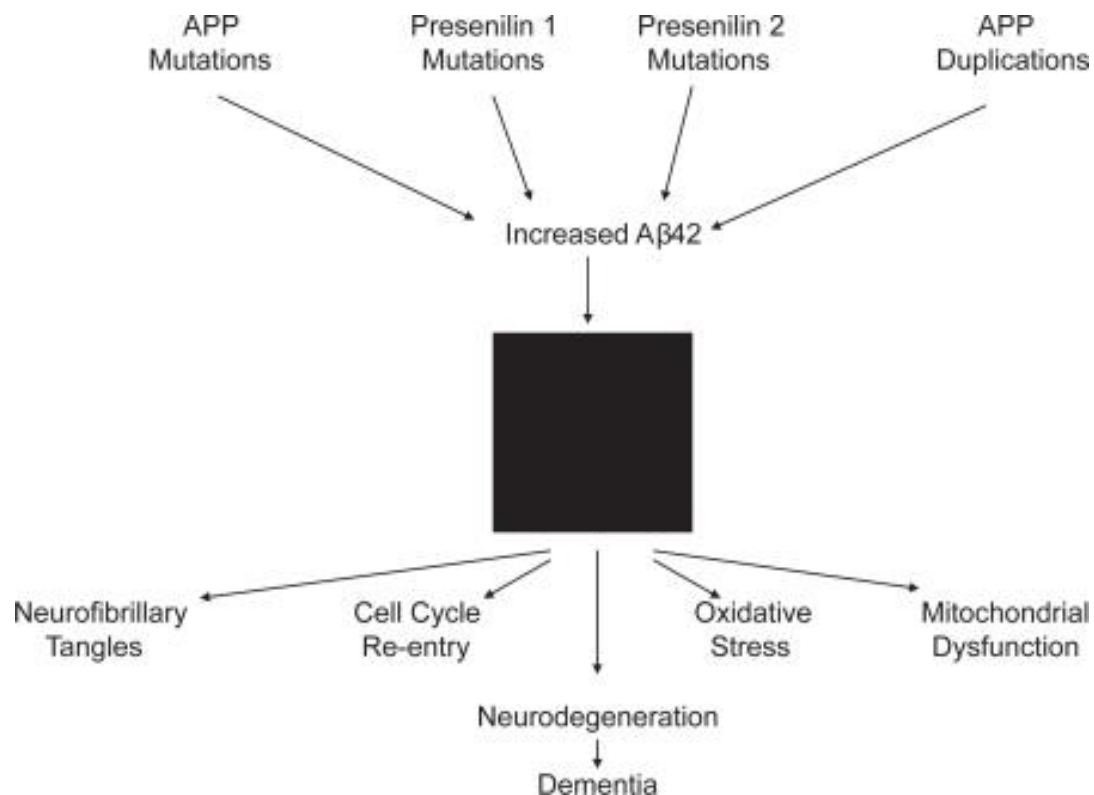 APP
Mutations
Presenilin 1
Mutations
Presenilin 2
Mutations
APP
Duplications
Increased Aβ42
Neurofibrillary
Tangles
Cell Cycle
Re-entry
Oxidative
Stress
Mitochondrial
Dysfunction
Neurodegeneration
Dementia